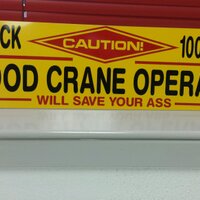 CK CAUTION! 100
OOD CRANE OPERA
WILL SAVE YOUR ASS